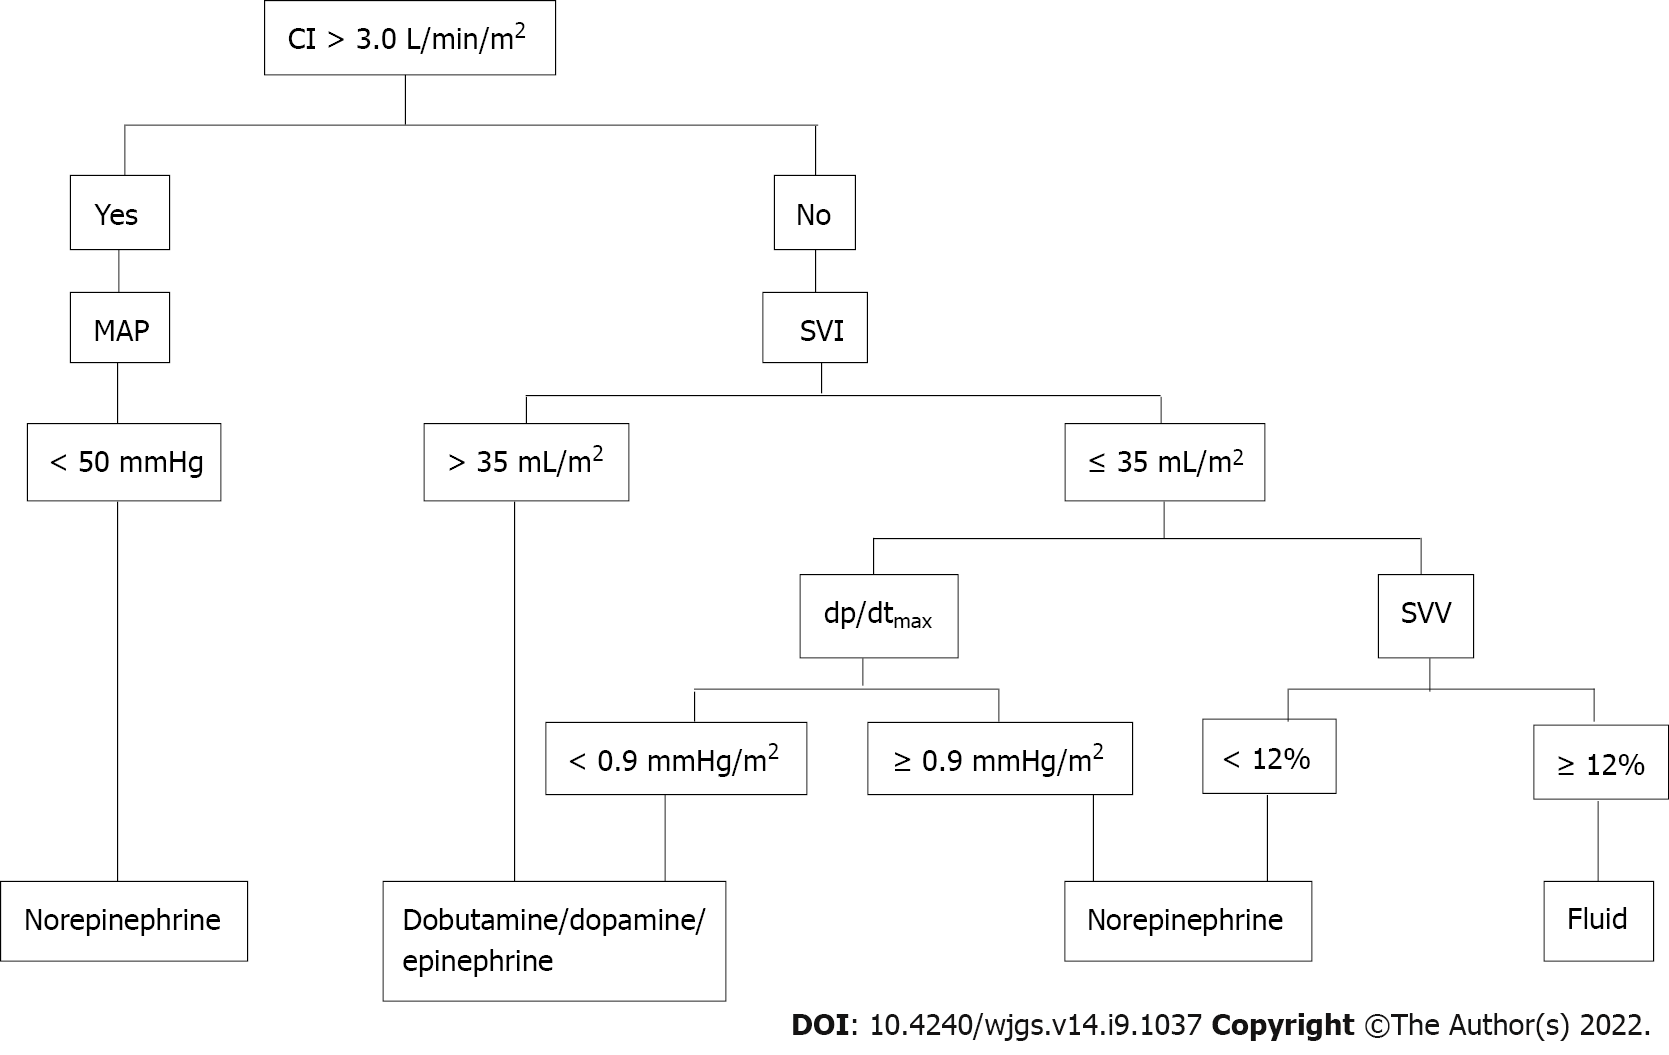 CI > 3.0 L/min/m²
Yes
No
MAP
SVI
< 50 mmHg
> 35 mL/m²
≤ 35 mL/m²
dp/dtmax
SVV
< 0.9 mmHg/m²
≥ 0.9 mmHg/m²
< 12%
≥ 12%
Norepinephrine
Dobutamine/dopamine/
epinephrine
Norepinephrine
Fluid
DOI: 10.4240/wjgs.v14.i9.1037 Copyright ©The Author(s) 2022.